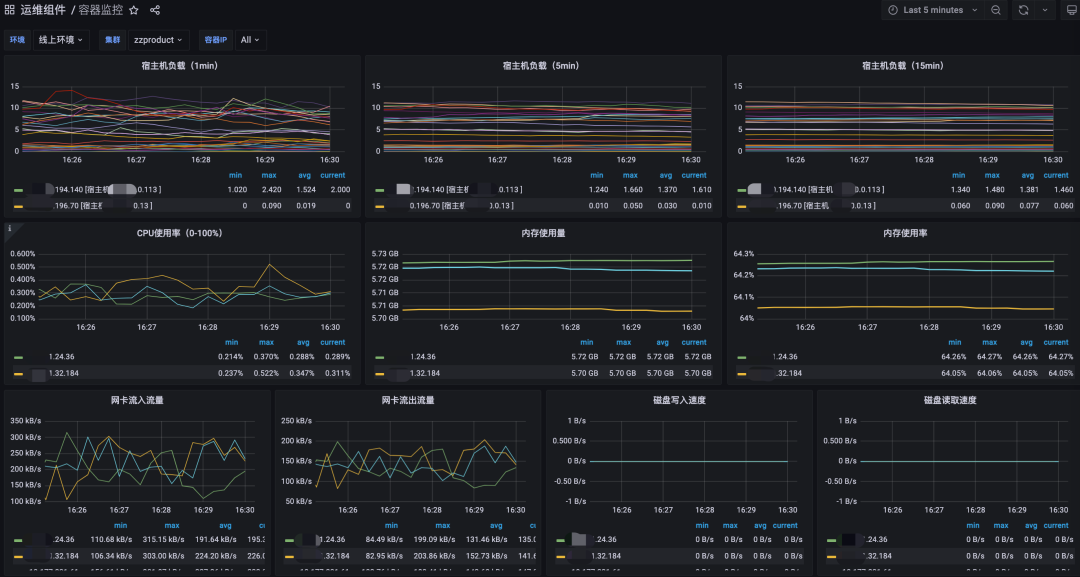 运维组件 / 容器监控
Last 5 minutes
环境 线上环境 集群 zzproduct 容器IP All
宿主机负载（1min）
15
10
5
0
16:26 16:27 16:28 16:29 16:30
min max avg current
.194.140 [宿主机 0.113 ] 1.020 2.420 1.524 2.000
.196.70 [宿主机 0.13 ] 0 0.090 0.019 0
宿主机负载（5min）
15
10
5
0
16:26 16:27 16:28 16:29 16:30
min max avg current
.194.140 [宿主机 0.113 ] 1.240 1.660 1.370 1.610
0.196.70 [宿主机 ).0.13 ] 0.010 0.050 0.030 0.010
宿主机负载（15min）
15
10
5
0
16:26 16:27 16:28 16:29 16:30
min max avg current
.194.140 [宿主机 .0.113 ] 1.340 1.480 1.381 1.460
.196.70 [宿主机 .0.13 ] 0.060 0.090 0.077 0.060
CPU使用率（0-100%）
0.600%
0.500%
0.400%
0.300%
0.200%
0.100%
16:26 16:27 16:28 16:29 16:30
min max avg current
1.24.36 0.214% 0.370% 0.288% 0.289%
1.32.184 0.237% 0.522% 0.347% 0.311%
内存使用量
5.73 GB
5.72 GB
5.72 GB
5.71 GB
5.71 GB
5.70 GB
16:26 16:27 16:28 16:29 16:30
min max avg current
1.24.36 5.72 GB 5.72 GB 5.72 GB 5.72 GB
1.32.184 5.70 GB 5.70 GB 5.70 GB 5.70 GB
内存使用率
64.3%
64.2%
64.1%
64%
16:26 16:27 16:28 16:29 16:30
min max avg current
.24.36 64.26% 64.27% 64.26% 64.27%
.32.184 64.05% 64.06% 64.05% 64.05%
网卡流入流量
350 kB/s
300 kB/s
250 kB/s
200 kB/s
150 kB/s
100 kB/s
16:26 16:27 16:28 16:29 16:30
min max avg
.24.36 110.68 kB/s 315.15 kB/s 191.64 kB/s 195.
1.32.184 106.34 kB/s 303.00 kB/s 224.20 kB/s 226.0
网卡流出流量
250 kB/s
200 kB/s
150 kB/s
100 kB/s
50 kB/s
16:26 16:27 16:28 16:29 16:30
min max avg
1.24.36 84.49 kB/s 199.09 kB/s 131.46 kB/s 135.0
.32.184 82.95 kB/s 203.86 kB/s 152.73 kB/s 141.6
磁盘写入速度
1 B/s
0.500 B/s
0 B/s
-0.500 B/s
-1 B/s
16:26 16:27 16:28 16:29 16:30
min max avg current
.24.36 0 B/s 0 B/s 0 B/s 0 B/s
1.32.184 0 B/s 0 B/s 0 B/s 0 B/s
磁盘读取速度
1 B/s
0.500 B/s
0 B/s
-0.500 B/s
-1 B/s
16:26 16:27 16:28 16:29 16:30
min max avg current
.24.36 0 B/s 0 B/s 0 B/s 0 B/s
.32.184 0 B/s 0 B/s 0 B/s 0 B/s